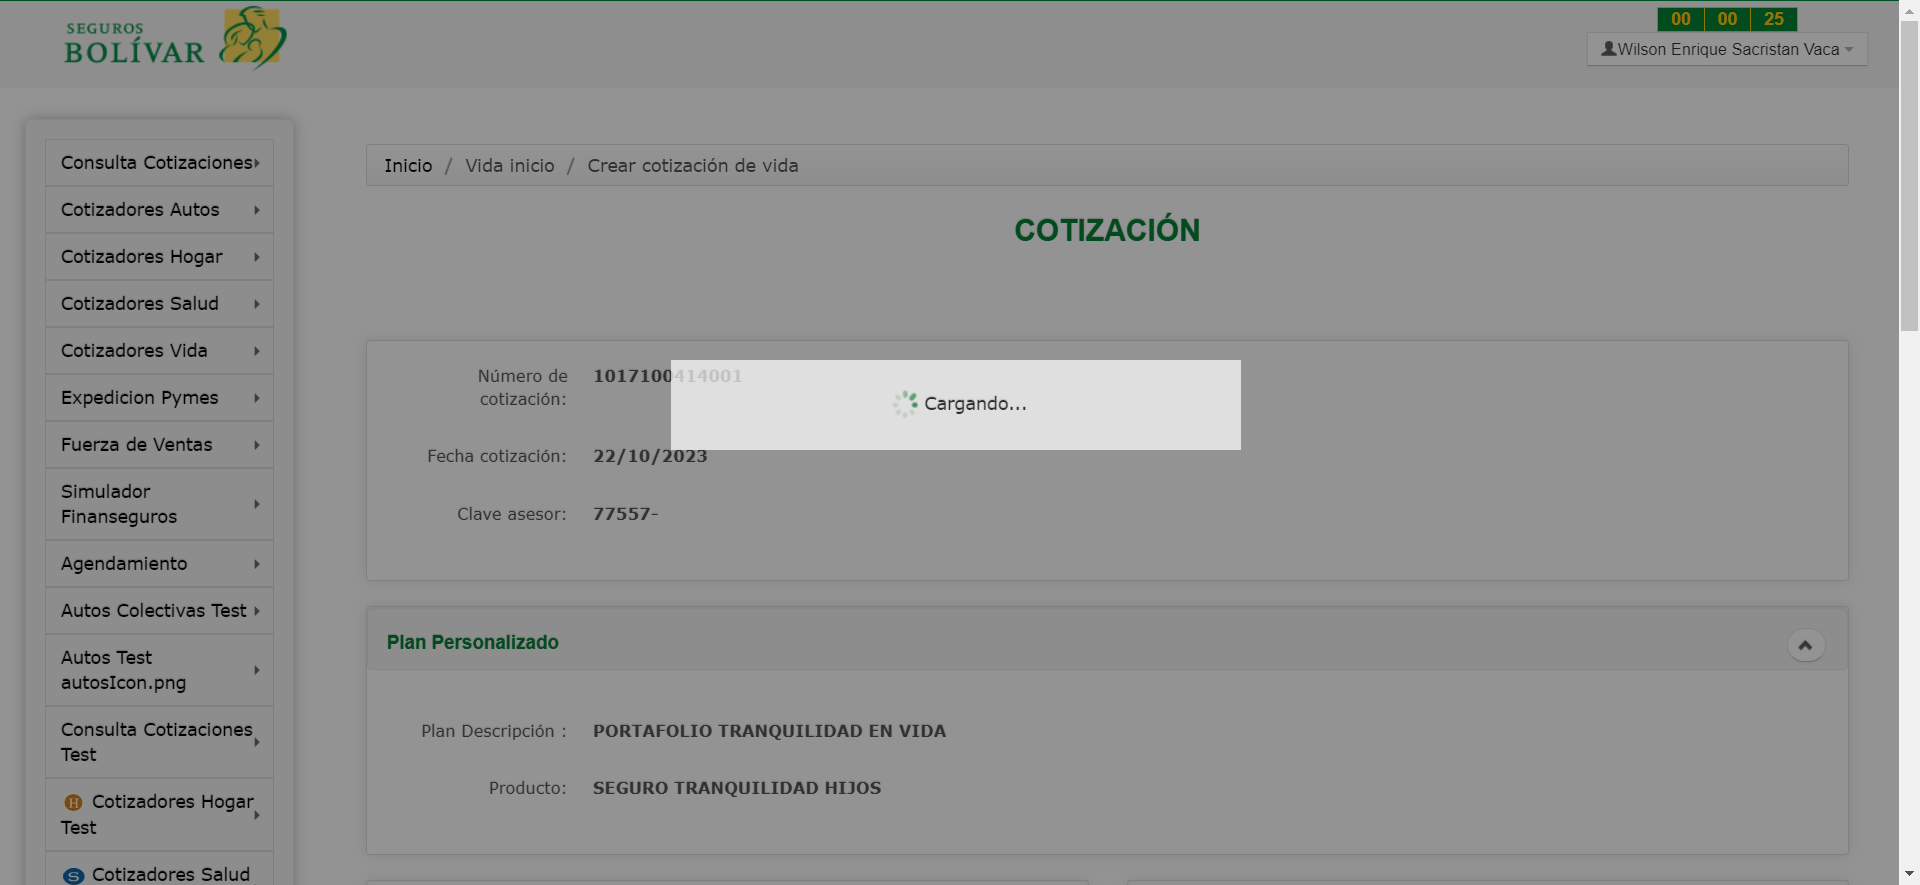 SEGUROS
BOLÍVAR
00 00 25
Wilson Enrique Sacristan Vaca
Consulta Cotizaciones
Cotizadores Autos
Cotizadores Hogar
Cotizadores Salud
Cotizadores Vida
Expedicion Pymes
Fuerza de Ventas
Simulador
Finanseguros
Agendamiento
Autos Colectivas Test
Autos Test
autosIcon.png
Consulta Cotizaciones
Test
H Cotizadores Hogar
Test
S Cotizadores Salud
Inicio / Vida inicio / Crear cotización de vida
COTIZACIÓN
Número de
cotización:
1017100414001
Cargando...
Fecha cotización: 22/10/2023
Clave asesor: 77557-
Plan Personalizado
Plan Descripción : PORTAFOLIO TRANQUILIDAD EN VIDA
Producto: SEGURO TRANQUILIDAD HIJOS